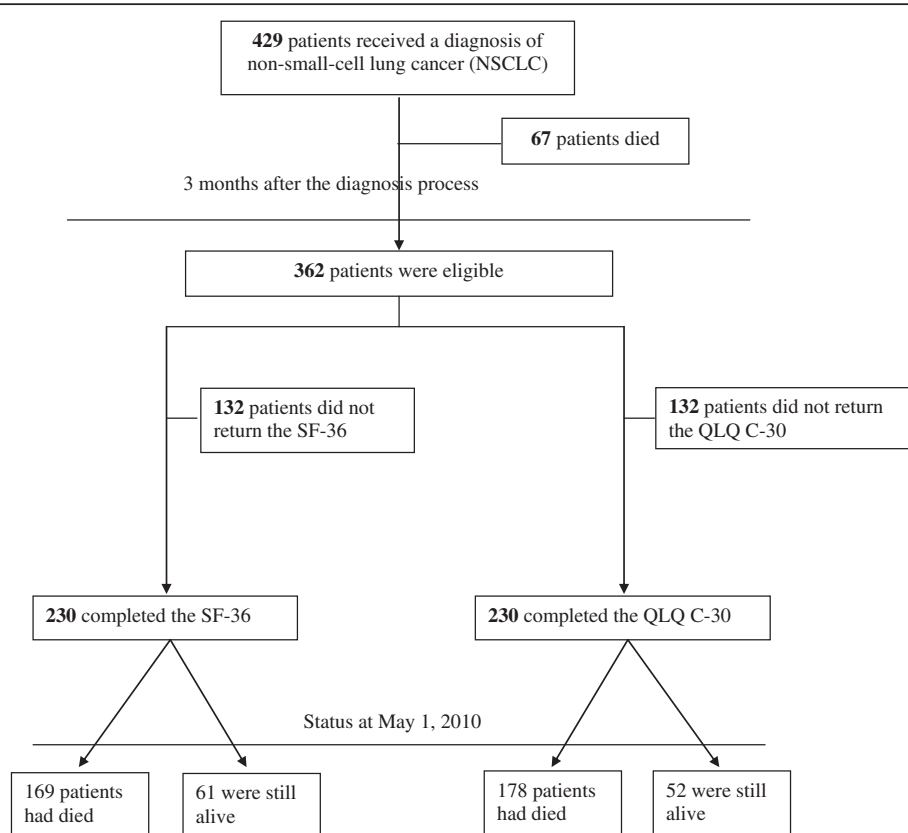 429 patients received a diagnosis of
non-small-cell lung cancer (NSCLC)
67 patients died
3 months after the diagnosis process
362 patients were eligible
132 patients did not
return the SF-36
132 patients did not return
the QLQ C-30
230 completed the SF-36
230 completed the QLQ C-30
Status at May 1, 2010
169 patients
had died
61 were still
alive
178 patients
had died
52 were still
alive